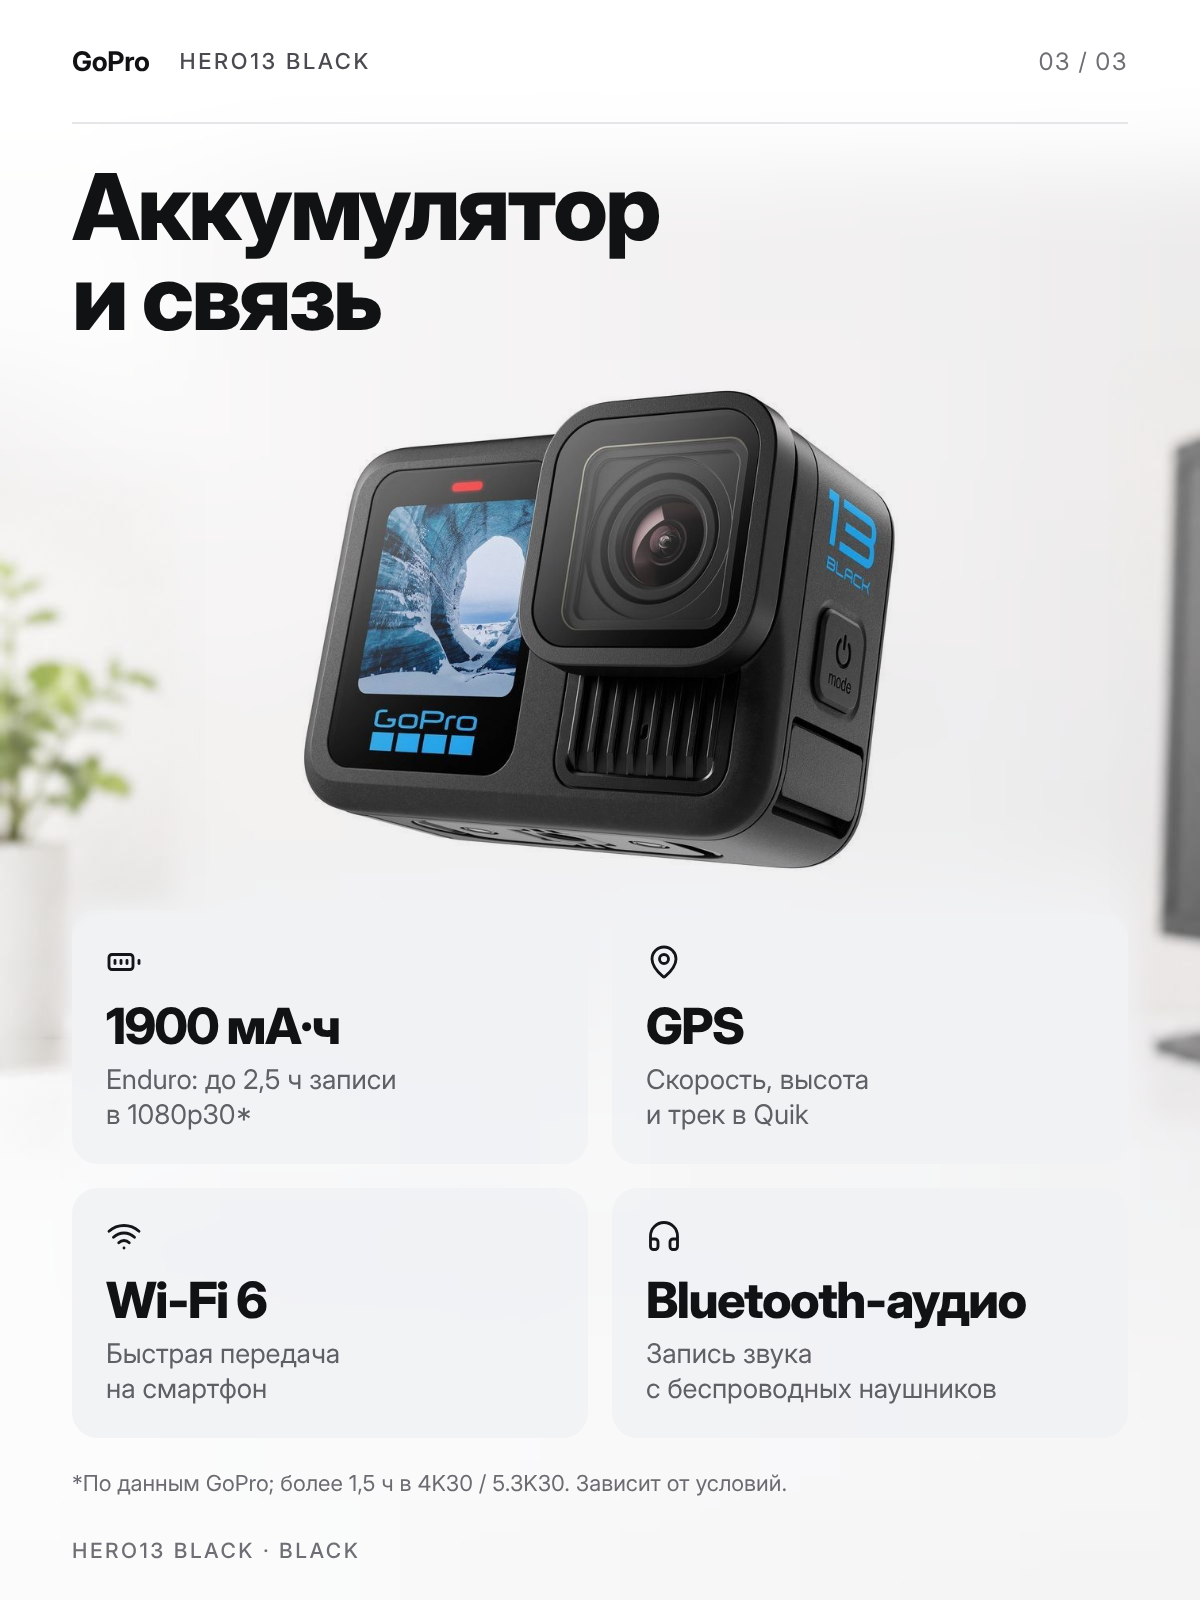 GoPro HERO13 BLACK 03 / 03
Аккумулятор
и связь
13
BLACK
mode
GoPro
1900 мА·ч
Enduro: до 2,5 ч записи
в 1080p30*
GPS
Скорость, высота
и трек в Quik
Wi-Fi 6
Быстрая передача
на смартфон
Bluetooth-аудио
Запись звука
с беспроводных наушников
*По данным GoPro; более 1,5 ч в 4K30 / 5.3K30. Зависит от условий.
HERO13 BLACK · BLACK